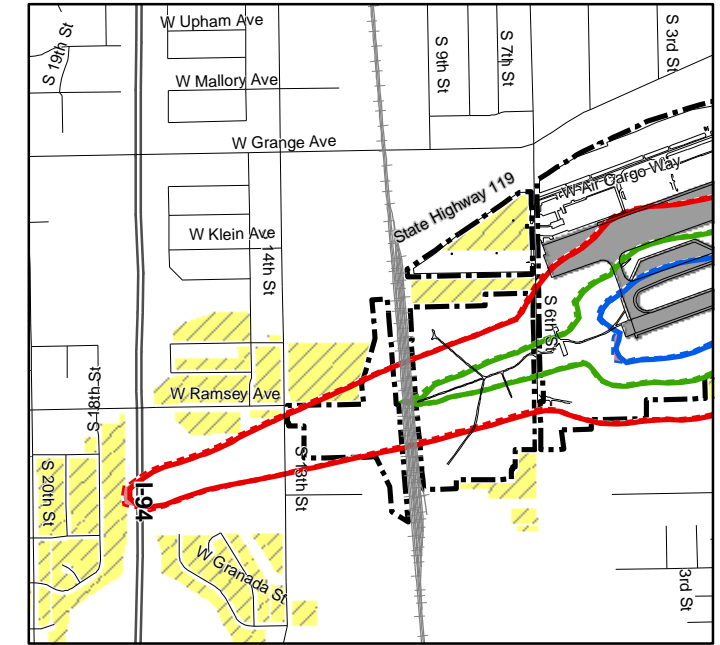 W Upham Ave
S 19th St
S 9th St
S 7th St
S 3rd St
W Mallory Ave
W Grange Ave
W Air Cargo Way
State Highway 119
W Klein Ave
14th St
S 6th St
W Ramsey Ave
S 18th St
S 13th St
S 20th St
I-94
W Granada St
3rd St